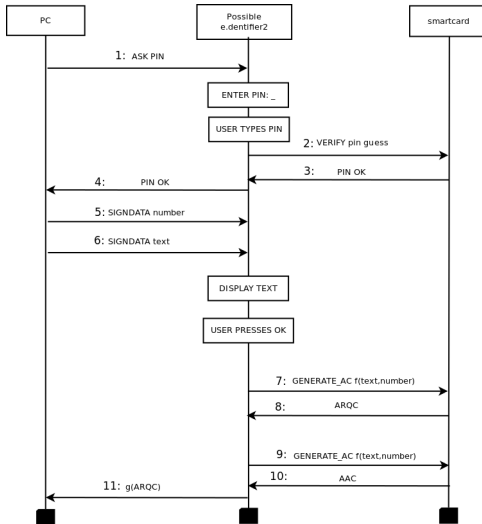 PC
Possible
e.dentifier2
smartcard
1: ASK PIN
ENTER PIN: _
USER TYPES PIN
2: VERIFY pin guess
3: PIN OK
4: PIN OK
5: SIGNDATA number
6: SIGNDATA text
DISPLAY TEXT
USER PRESSES OK
7: GENERATE_AC f(text,number)
8: ARQC
9: GENERATE_AC f(text,number)
10: AAC
11: g(ARQC)